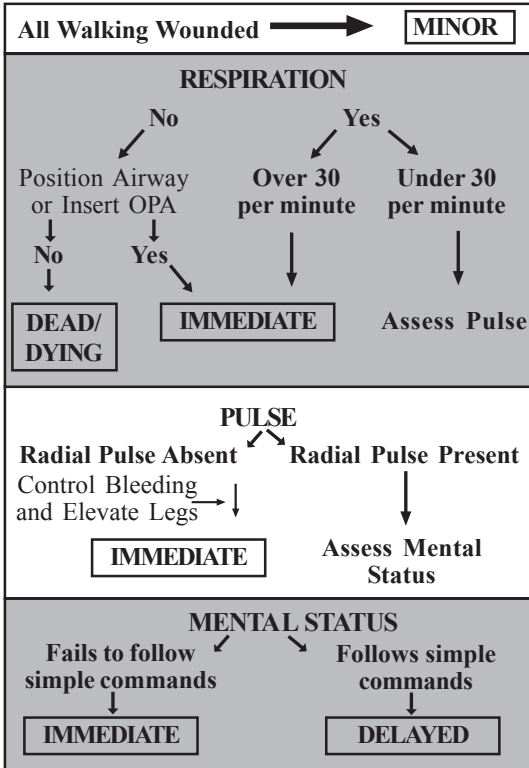 All Walking Wounded
MINOR
RESPIRATION
No
Yes
Position Airway
or Insert OPA
Over 30
per minute
Under 30
per minute
No
Yes
DEAD/
DYING
IMMEDIATE
Assess Pulse
PULSE
Radial Pulse Absent
Radial Pulse Present
Control Bleeding
and Elevate Legs
IMMEDIATE
Assess Mental
Status
MENTAL STATUS
Fails to follow
simple commands
Follows simple
commands
IMMEDIATE
DELAYED